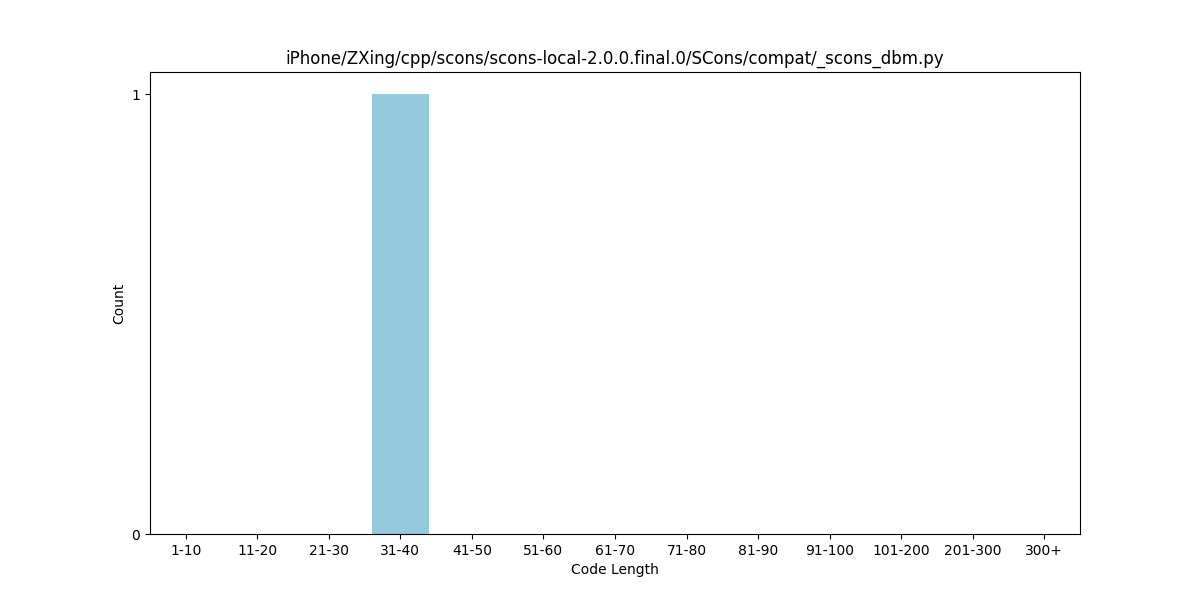 iPhone/ZXing/cpp/scons/scons-local-2.0.0.final.0/SCons/compat/_scons_dbm.py
1
Count
0
1-10 11-20 21-30 31-40 41-50 51-60 61-70 71-80 81-90 91-100 101-200 201-300 300+
Code Length